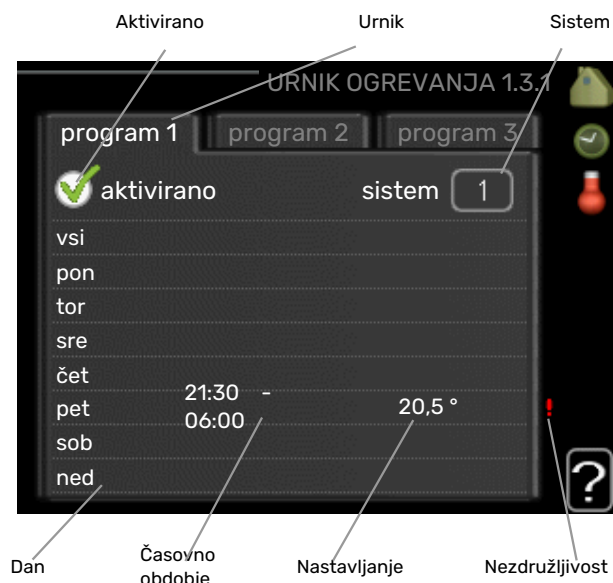 Aktivirano
Urnik
Sistem
URNIK OGREVANJA 1.3.1
program 1
program 2
program 3
aktivirano
sistem
1
vsi
pon
tor
sre
čet
pet
21:30 -
06:00
20,5 °
!
sob
ned
?
Dan
Časovno
obdobje
Nastavljanje
Nezdružljivost